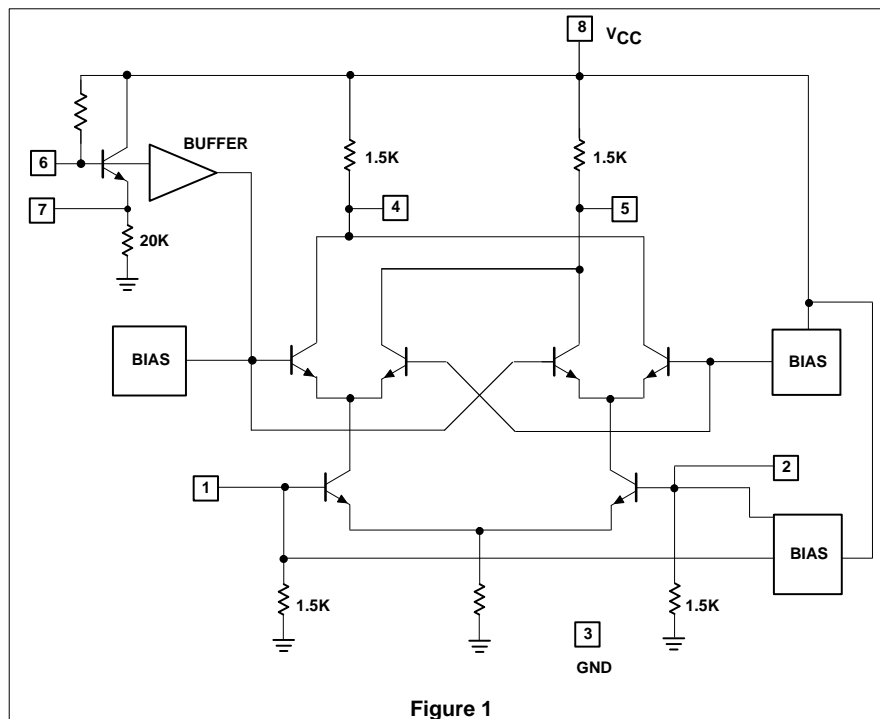 8 VCC
BUFFER
6
1.5K
1.5K
7
4
5
20K
BIAS
BIAS
1
2
BIAS
1.5K
1.5K
3
GND
Figure 1